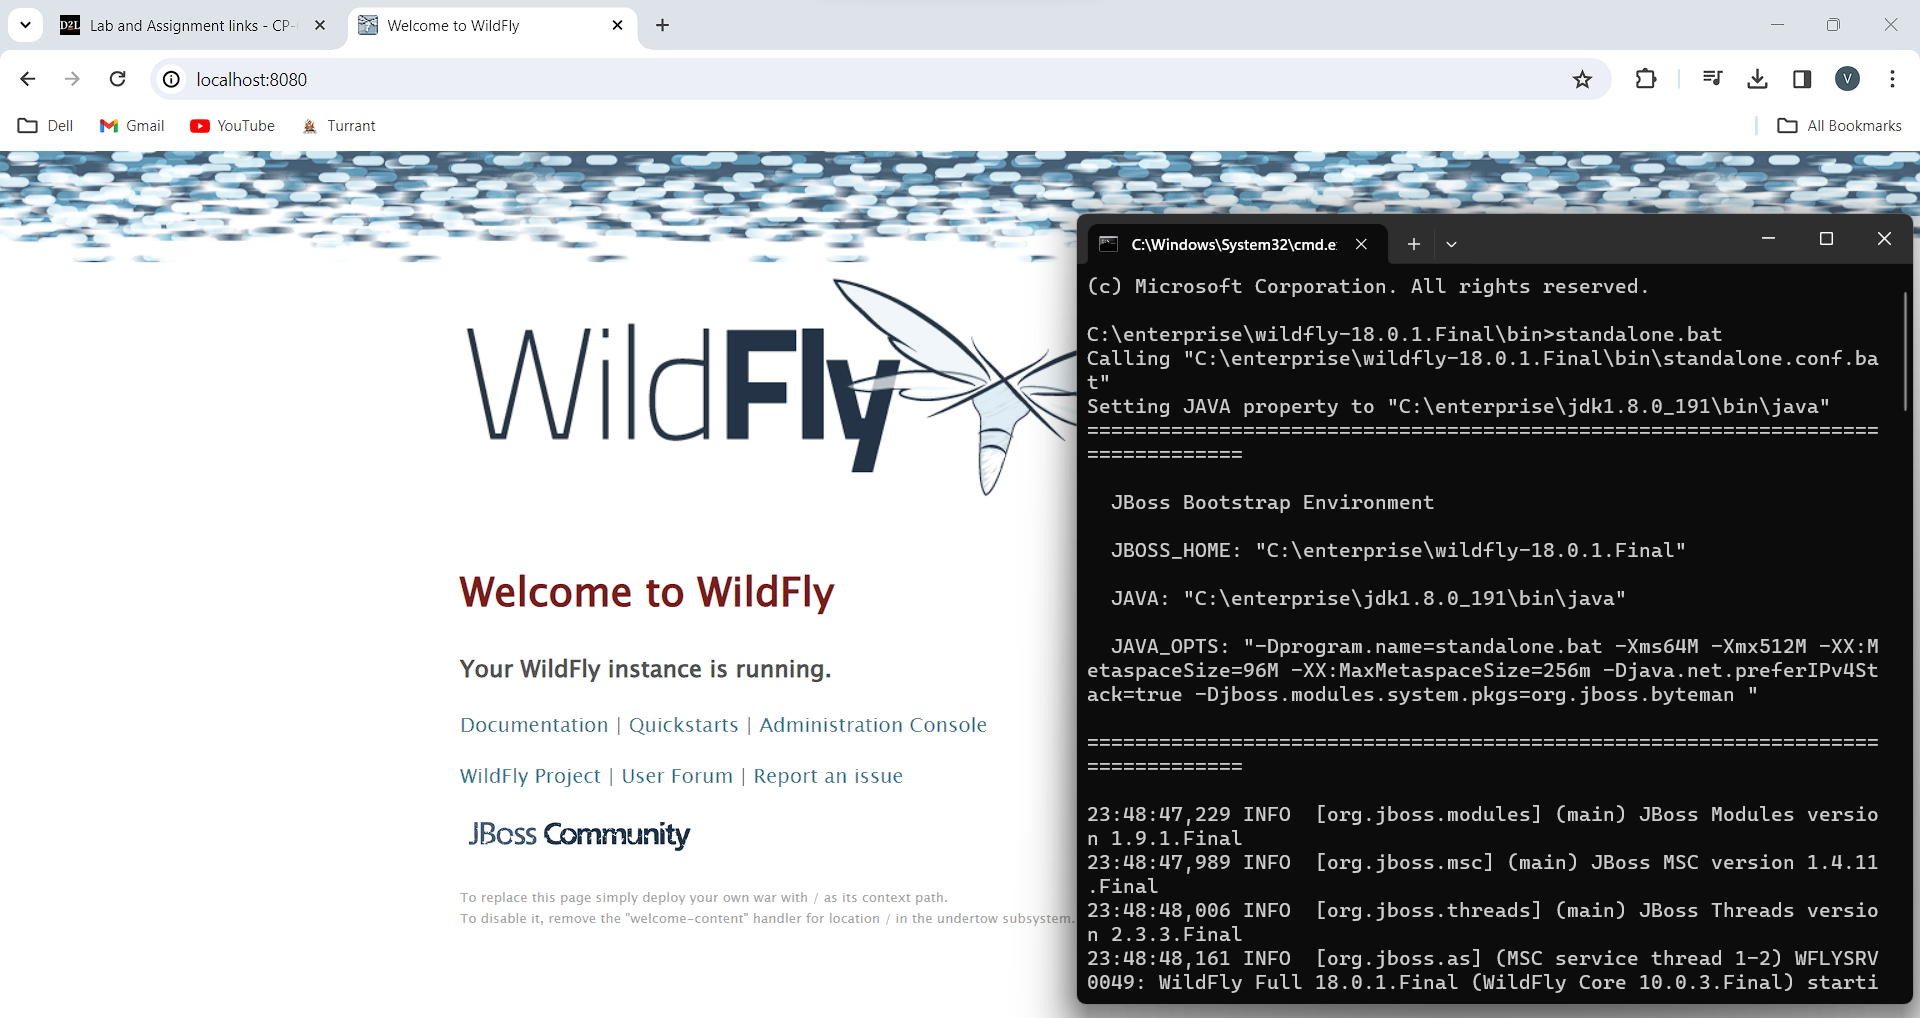 D2L Lab and Assignment links - CP-
Welcome to WildFly
localhost:8080
V
Dell
Gmail
YouTube
Turrant
All Bookmarks
WildFly
Welcome to WildFly
Your WildFly instance is running.
Documentation | Quickstarts | Administration Console
WildFly Project | User Forum | Report an issue
JBoss Community
To replace this page simply deploy your own war with / as its context path.
To disable it, remove the "welcome-content" handler for location / in the undertow subsystem.
C:\Windows\System32\cmd.e
(c) Microsoft Corporation. All rights reserved.
C:\enterprise\wildfly-18.0.1.Final\bin>standalone.bat
Calling "C:\enterprise\wildfly-18.0.1.Final\bin\standalone.conf.ba
t"
Setting JAVA property to "C:\enterprise\jdk1.8.0_191\bin\java"
==================================================================
=============
JBoss Bootstrap Environment
JBOSS_HOME: "C:\enterprise\wildfly-18.0.1.Final"
JAVA: "C:\enterprise\jdk1.8.0_191\bin\java"
JAVA_OPTS: "-Dprogram.name=standalone.bat -Xms64M -Xmx512M -XX:M
etaspaceSize=96M -XX:MaxMetaspaceSize=256m -Djava.net.preferIPv4St
ack=true -Djboss.modules.system.pkgs=org.jboss.byteman "
==================================================================
=============
23:48:47,229 INFO  [org.jboss.modules] (main) JBoss Modules versio
n 1.9.1.Final
23:48:47,989 INFO  [org.jboss.msc] (main) JBoss MSC version 1.4.11
.Final
23:48:48,006 INFO  [org.jboss.threads] (main) JBoss Threads versio
n 2.3.3.Final
23:48:48,161 INFO  [org.jboss.as] (MSC service thread 1-2) WFLYSRV
0049: WildFly Full 18.0.1.Final (WildFly Core 10.0.3.Final) starti